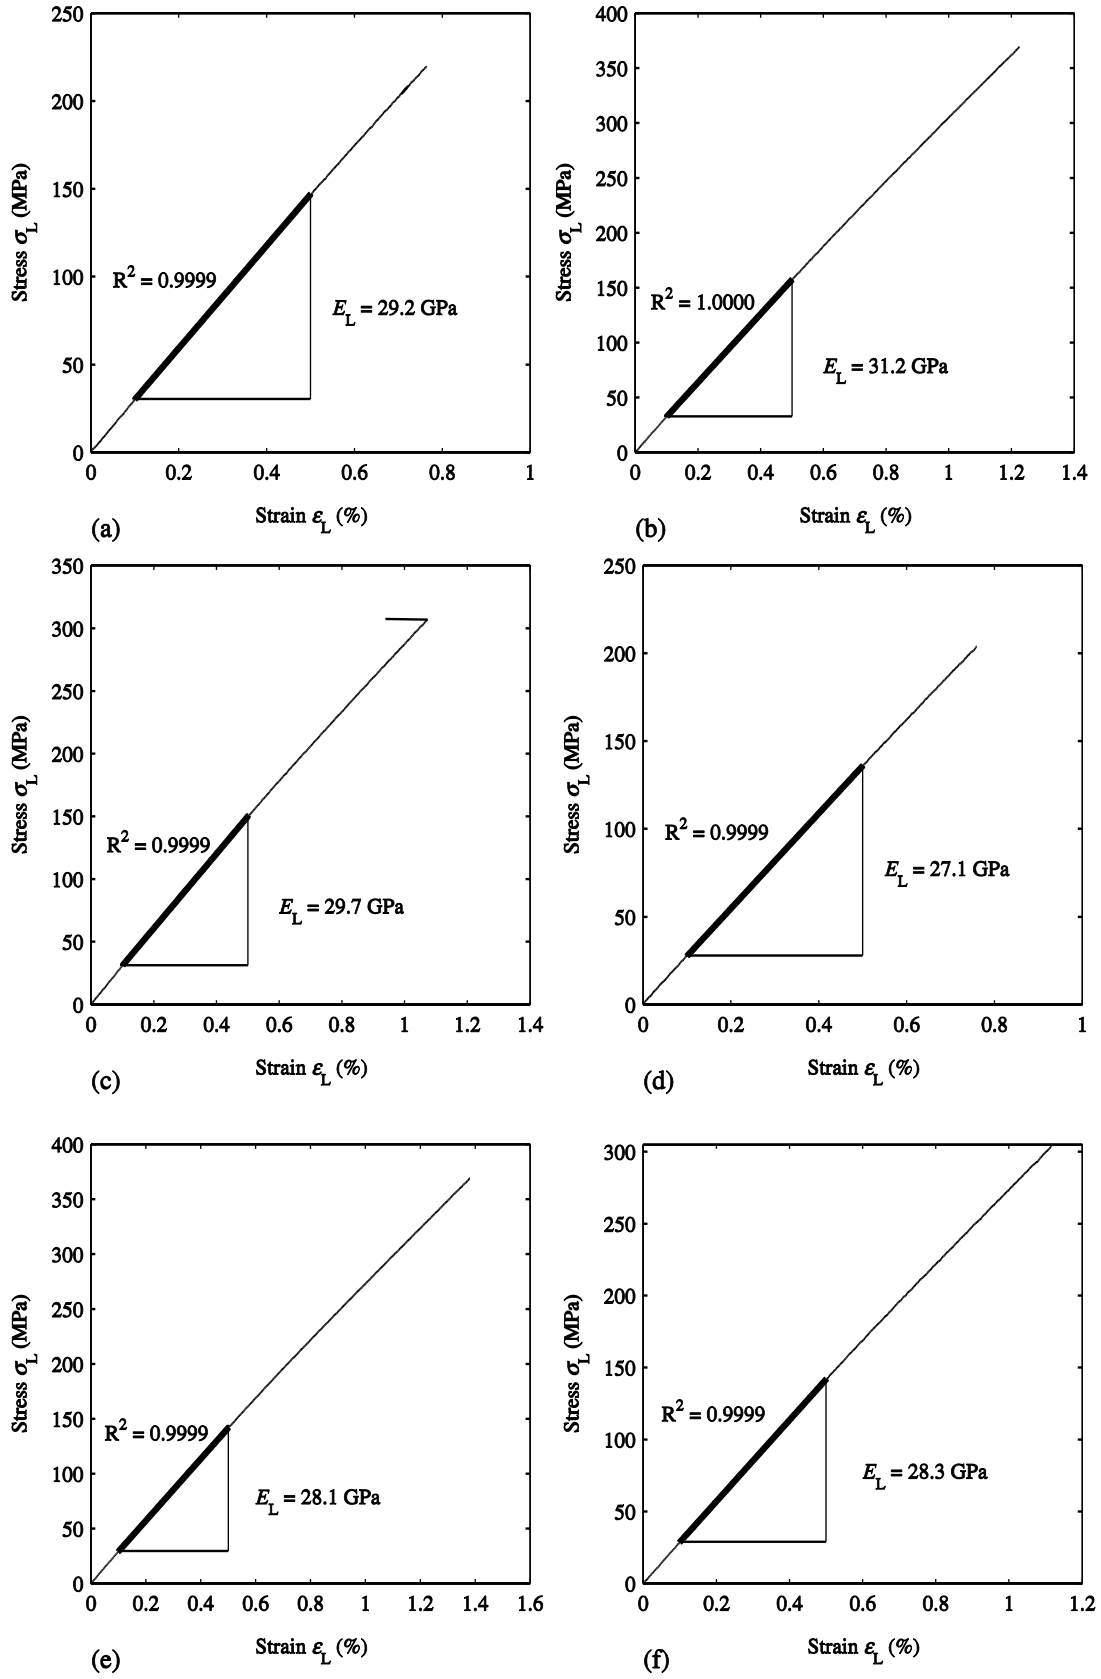 250
200
150
100
50
0
Stress σL (MPa)
R2 = 0.9999
EL = 29.2 GPa
0 0.2 0.4 0.6 0.8 1
Strain εL (%)
(a)
400
350
300
250
200
150
100
50
0
Stress σL (MPa)
R2 = 1.0000
EL = 31.2 GPa
0 0.2 0.4 0.6 0.8 1 1.2 1.4
Strain εL (%)
(b)
350
300
250
200
150
100
50
0
Stress σL (MPa)
R2 = 0.9999
EL = 29.7 GPa
0 0.2 0.4 0.6 0.8 1 1.2 1.4
Strain εL (%)
(c)
250
200
150
100
50
0
Stress σL (MPa)
R2 = 0.9999
EL = 27.1 GPa
0 0.2 0.4 0.6 0.8 1
Strain εL (%)
(d)
400
350
300
250
200
150
100
50
0
Stress σL (MPa)
R2 = 0.9999
EL = 28.1 GPa
0 0.2 0.4 0.6 0.8 1 1.2 1.4 1.6
Strain εL (%)
(e)
300
250
200
150
100
50
0
Stress σL (MPa)
R2 = 0.9999
EL = 28.3 GPa
0 0.2 0.4 0.6 0.8 1 1.2
Strain εL (%)
(f)